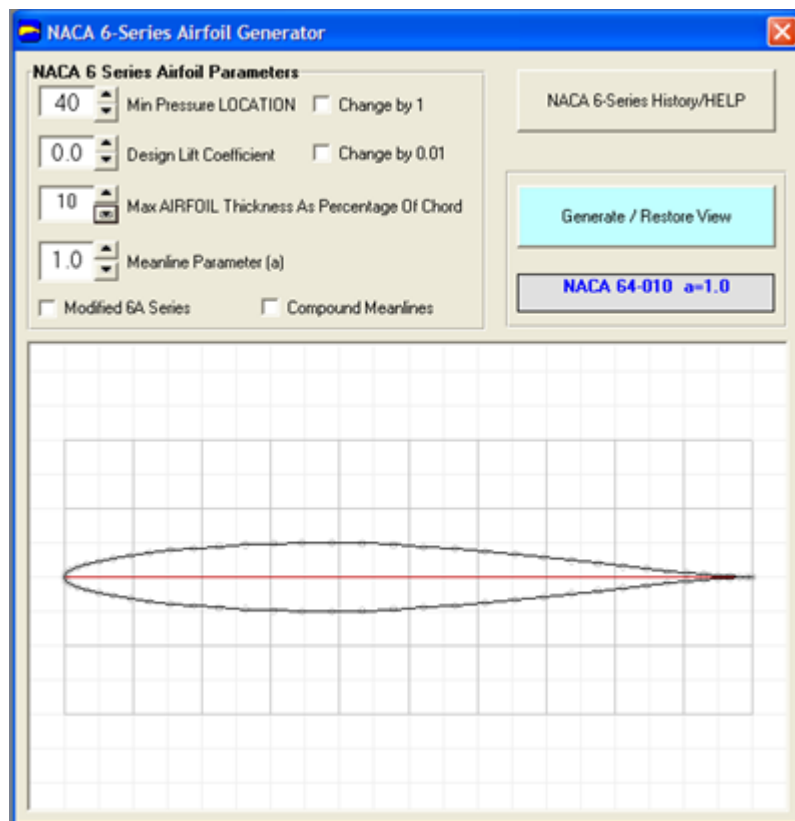 NACA 6-Series Airfoil Generator
NACA 6 Series Airfoil Parameters
40 Min Pressure LOCATION Change by 1
0.0 Design Lift Coefficient Change by 0.01
10 Max AIRFOIL Thickness As Percentage Of Chord
1.0 Meanline Parameter (a)
Modified 6A Series Compound Meanlines
NACA 6-Series History/HELP
Generate / Restore View
NACA 64-010 a=1.0